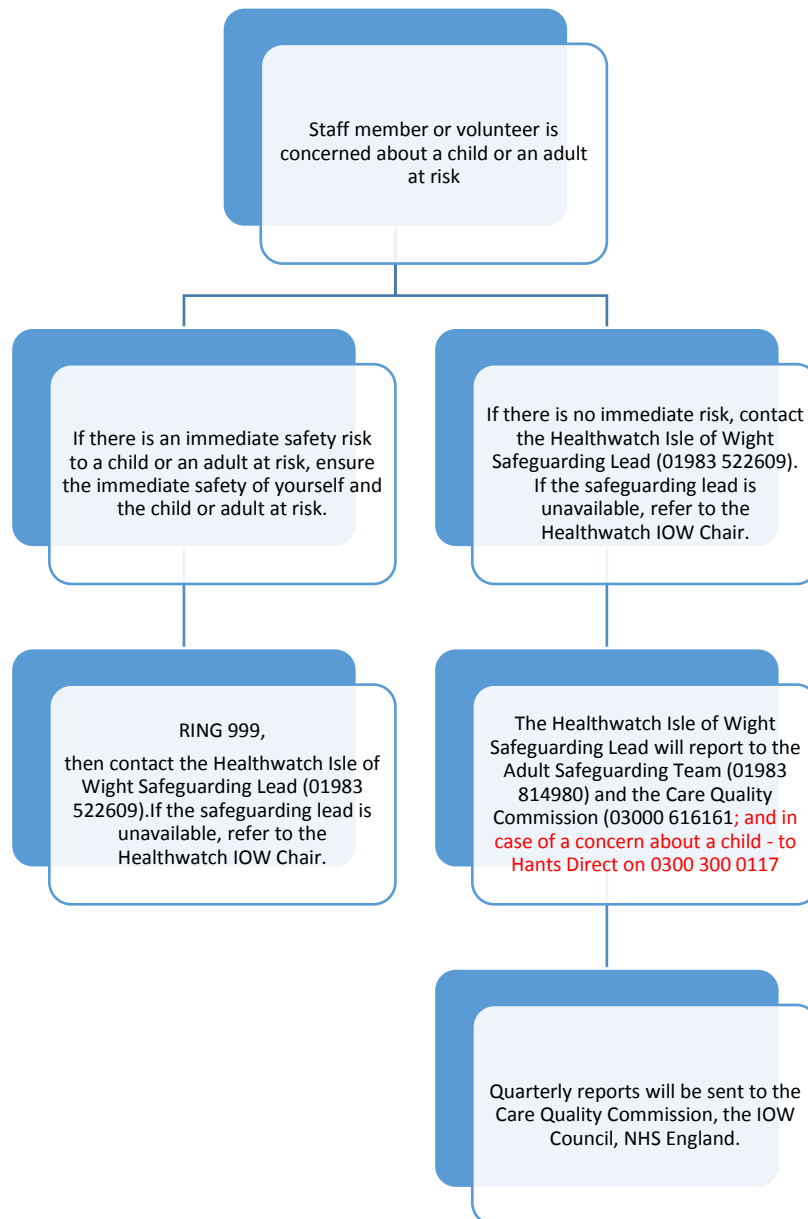 Staff member or volunteer is
concerned about a child or an adult
at risk
If there is an immediate safety risk
to a child or an adult at risk, ensure
the immediate safety of yourself and
the child or adult at risk.
If there is no immediate risk, contact
the Healthwatch Isle of Wight
Safeguarding Lead (01983 522609).
If the safeguarding lead is
unavailable, refer to the
Healthwatch IOW Chair.
RING 999,
then contact the Healthwatch Isle of
Wight Safeguarding Lead (01983
522609).If the safeguarding lead is
unavailable, refer to the
Healthwatch IOW Chair.
The Healthwatch Isle of Wight
Safeguarding Lead will report to the
Adult Safeguarding Team (01983
814980) and the Care Quality
Commission (03000 616161; and in
case of a concern about a child - to
Hants Direct on 0300 300 0117
Quarterly reports will be sent to the
Care Quality Commission, the IOW
Council, NHS England.